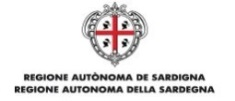 REGIONE AUTÒNOMA DE SARDIGNA
REGIONE AUTONOMA DELLA SARDEGNA